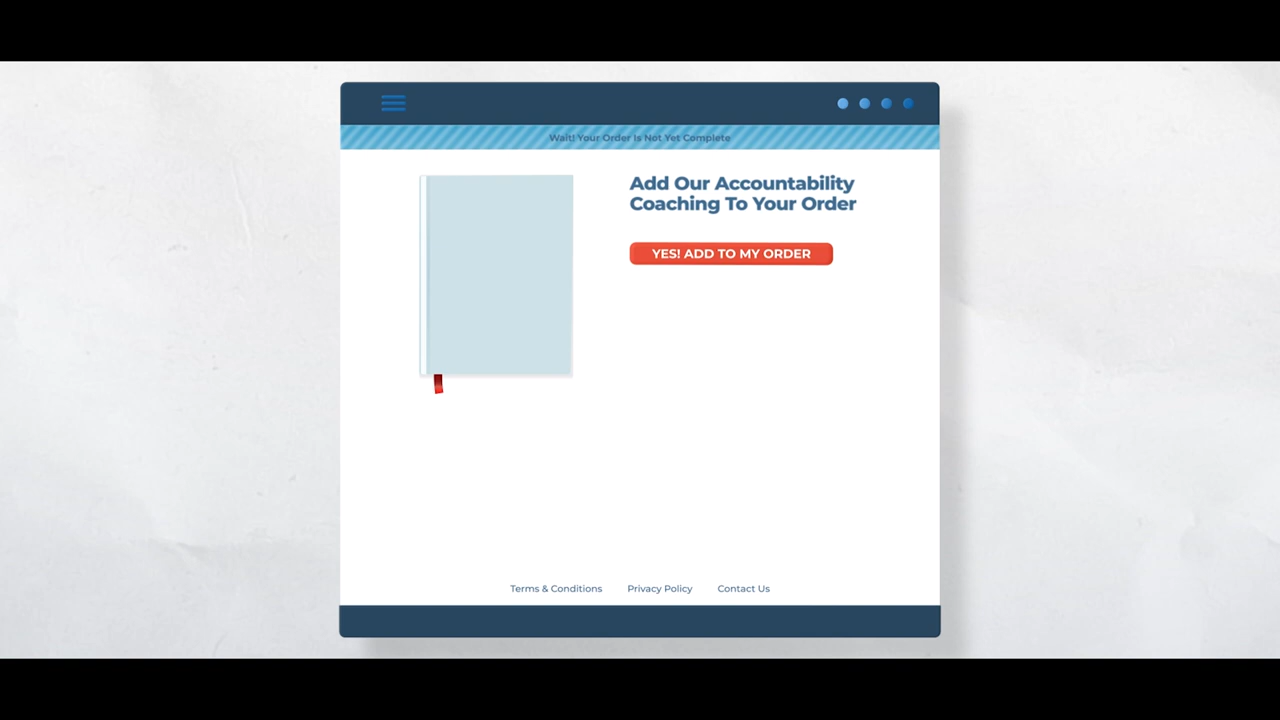 Wait! Your Order Is Not Yet Complete
Add Our Accountability
Coaching To Your Order
YES! ADD TO MY ORDER
Terms & Conditions Privacy Policy Contact Us